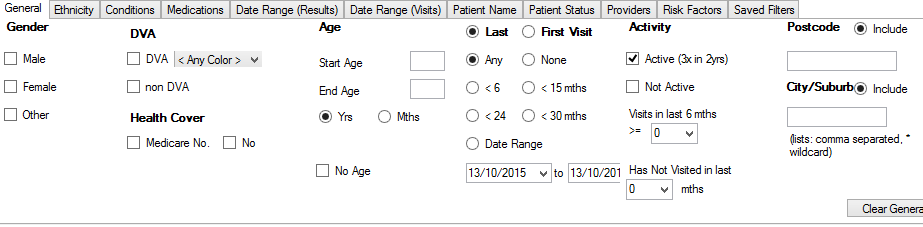 General Ethnicity Conditions Medications Date Range (Results) Date Range (Visits) Patient Name Patient Status Providers Risk Factors Saved Filters
Gender
Male
Female
Other
DVA
DVA < Any Color >
non DVA
Health Cover
Medicare No. No
Age
Start Age
End Age
Yrs Mths
No Age
Last First Visit
Any None
< 6 < 15 mths
< 24 < 30 mths
Date Range
13/10/2015 to 13/10/201
Activity
Active (3x in 2yrs)
Not Active
Visits in last 6 mths
>= 0
Has Not Visited in last
0 mths
Postcode Include
City/Suburb Include
(lists: comma separated, *
wildcard)
Clear Genera